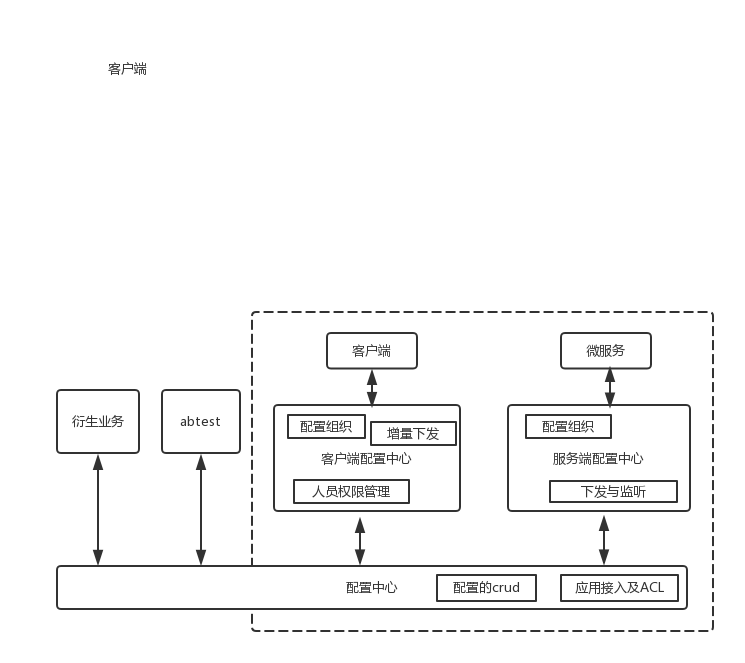 客户端
客户端
微服务
衍生业务
abtest
配置组织
增量下发
客户端配置中心
人员权限管理
配置组织
服务端配置中心
下发与监听
配置中心
配置的crud
应用接入及ACL